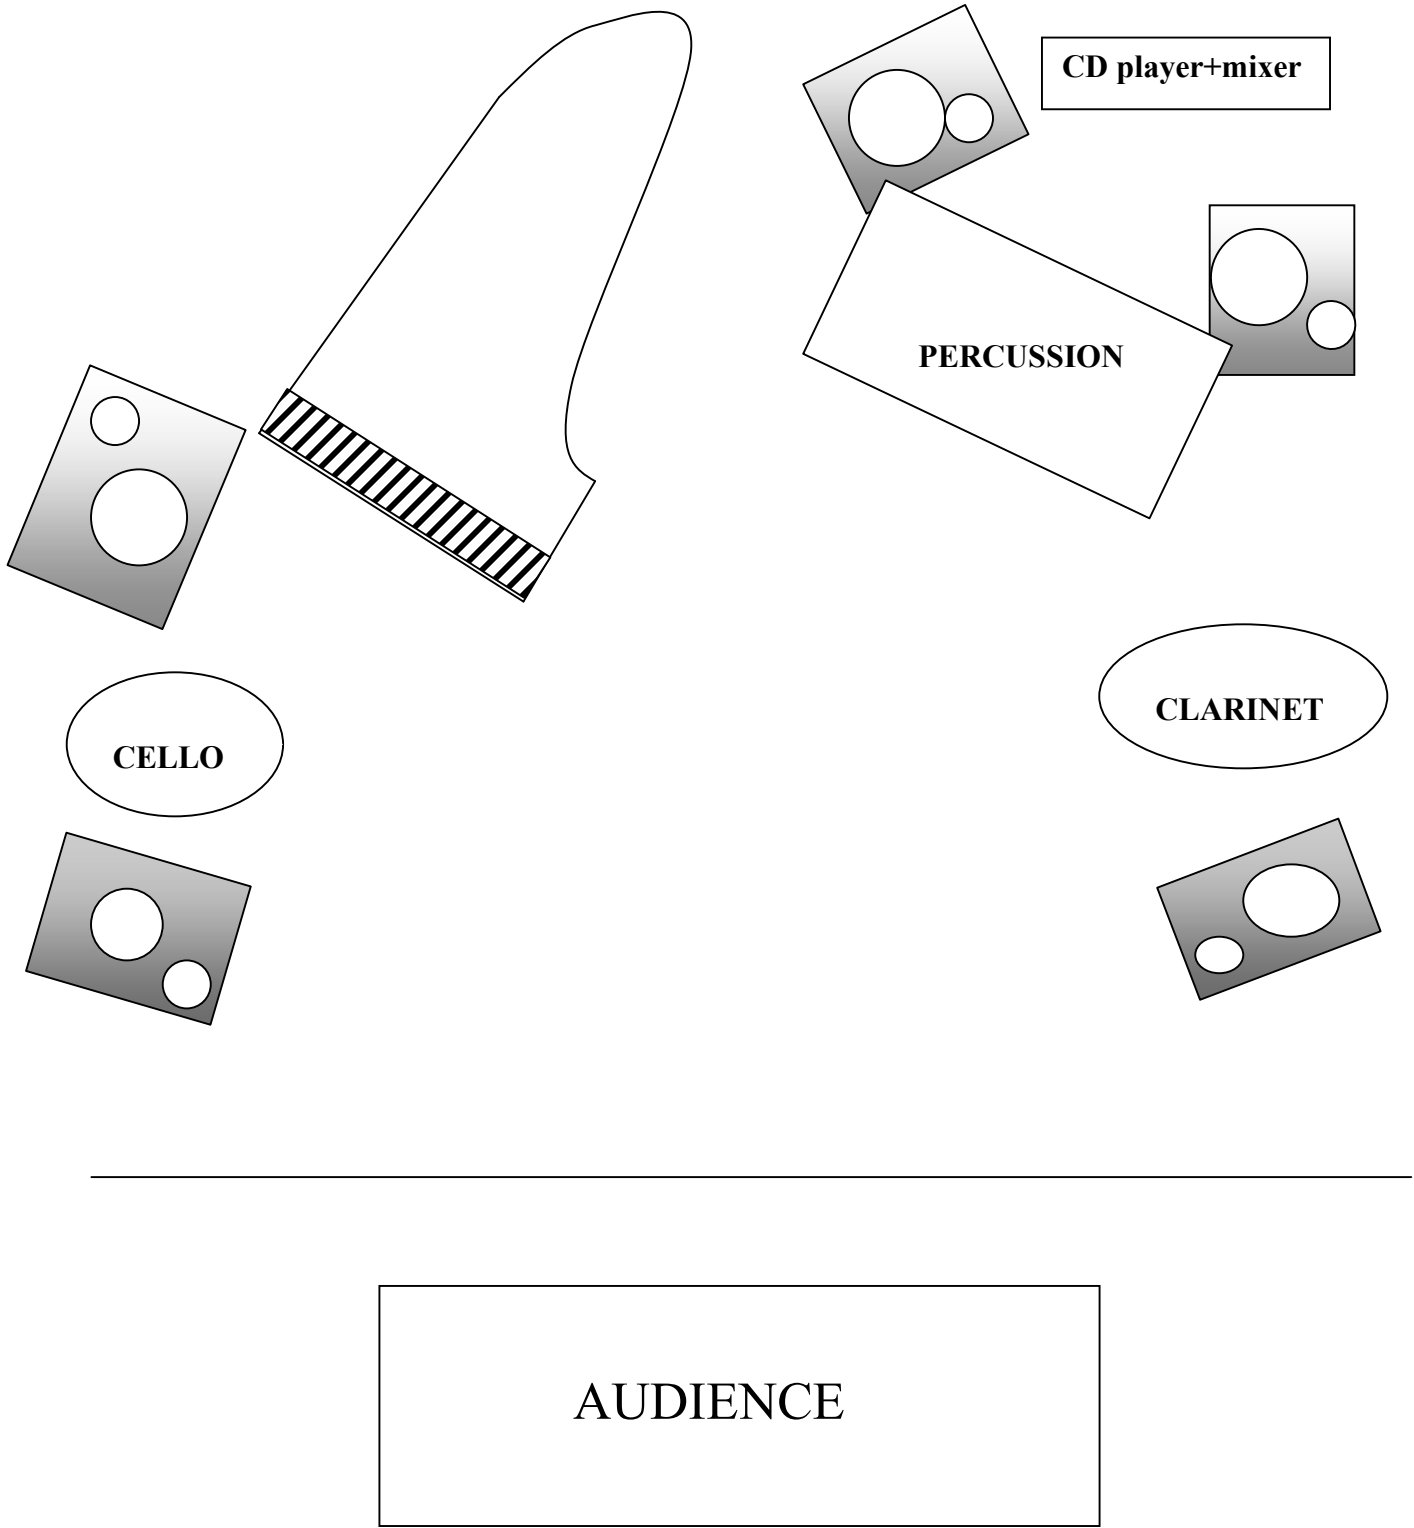 CD player+mixer
PERCUSSION
CLARINET
CELLO
AUDIENCE